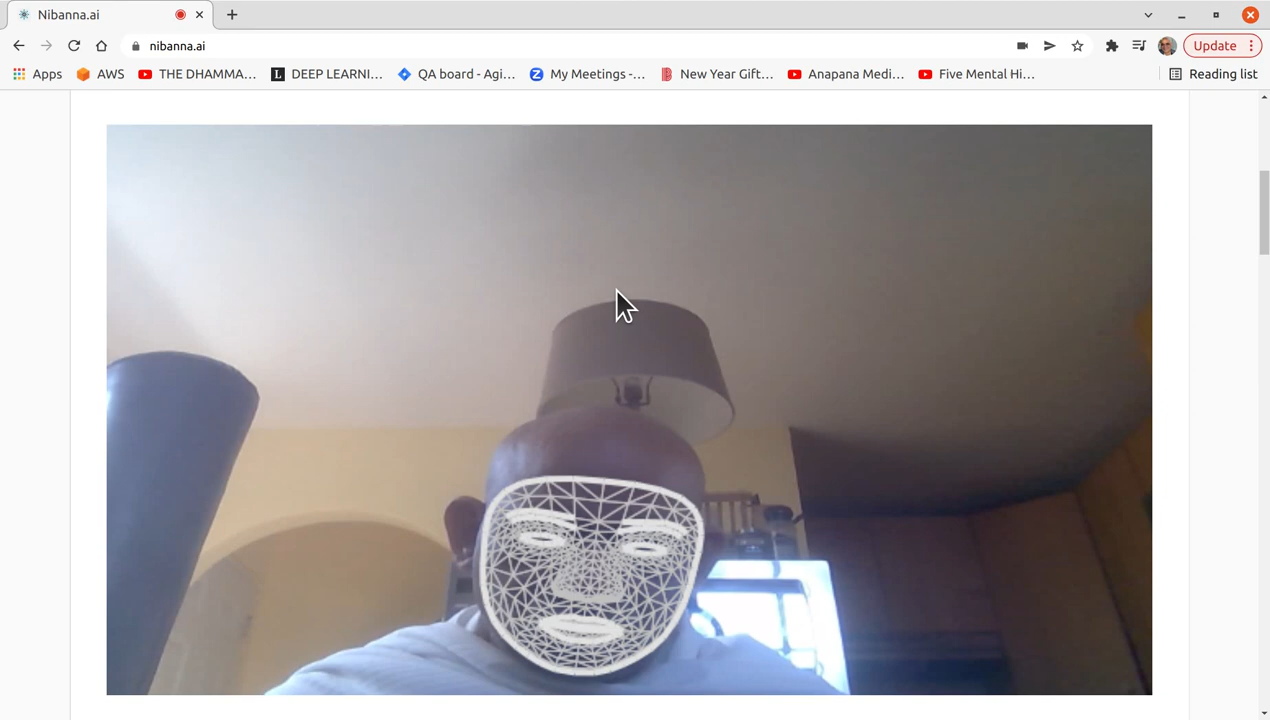 Nibanna.ai
nibanna.ai
Update
Apps AWS THE DHAMMA... DEEP LEARNI... QA board - Agi... My Meetings -... New Year Gift... Anapana Medi... Five Mental Hi... Reading list